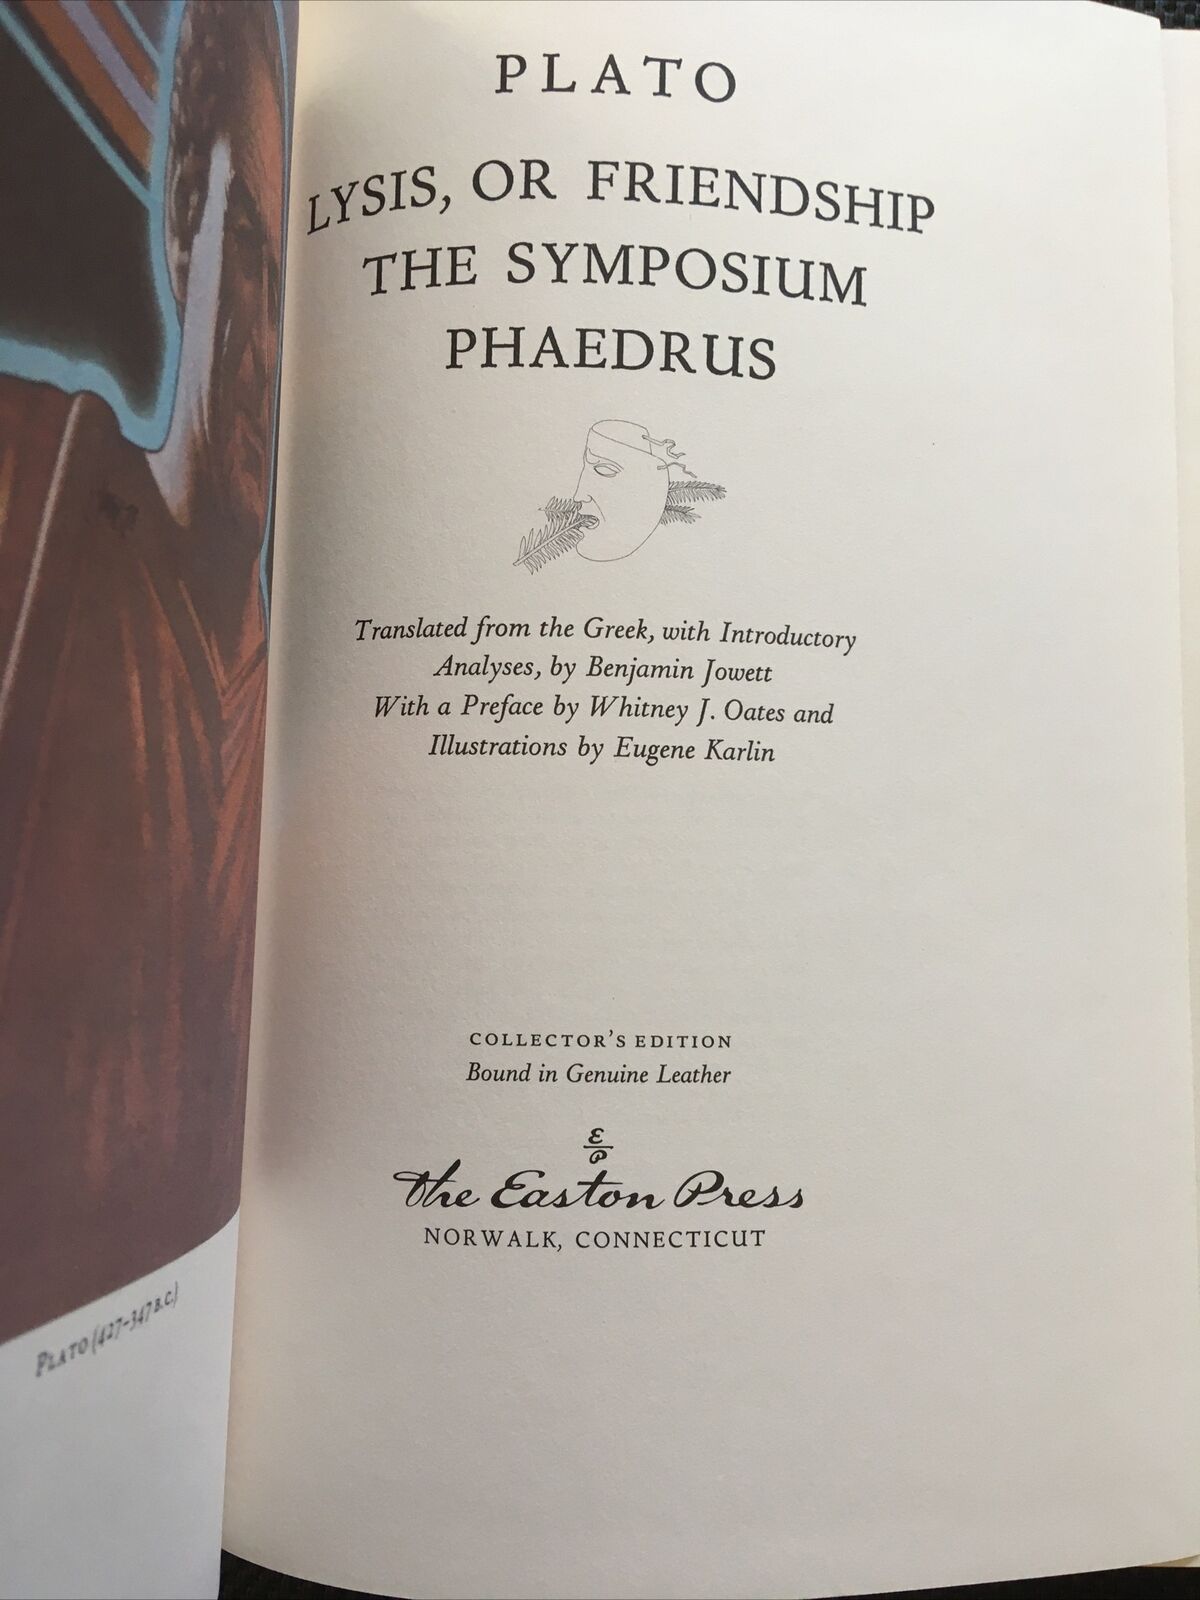 PLATO
LYSIS, OR FRIENDSHIP
THE SYMPOSIUM
PHAEDRUS
Translated from the Greek, with Introductory
Analyses, by Benjamin Jowett
With a Preface by Whitney J. Oates and
Illustrations by Eugene Karlin
COLLECTOR'S EDITION
Bound in Genuine Leather
E
P
The Easton Press
NORWALK, CONNECTICUT
PLATO (427-347 B.C.)